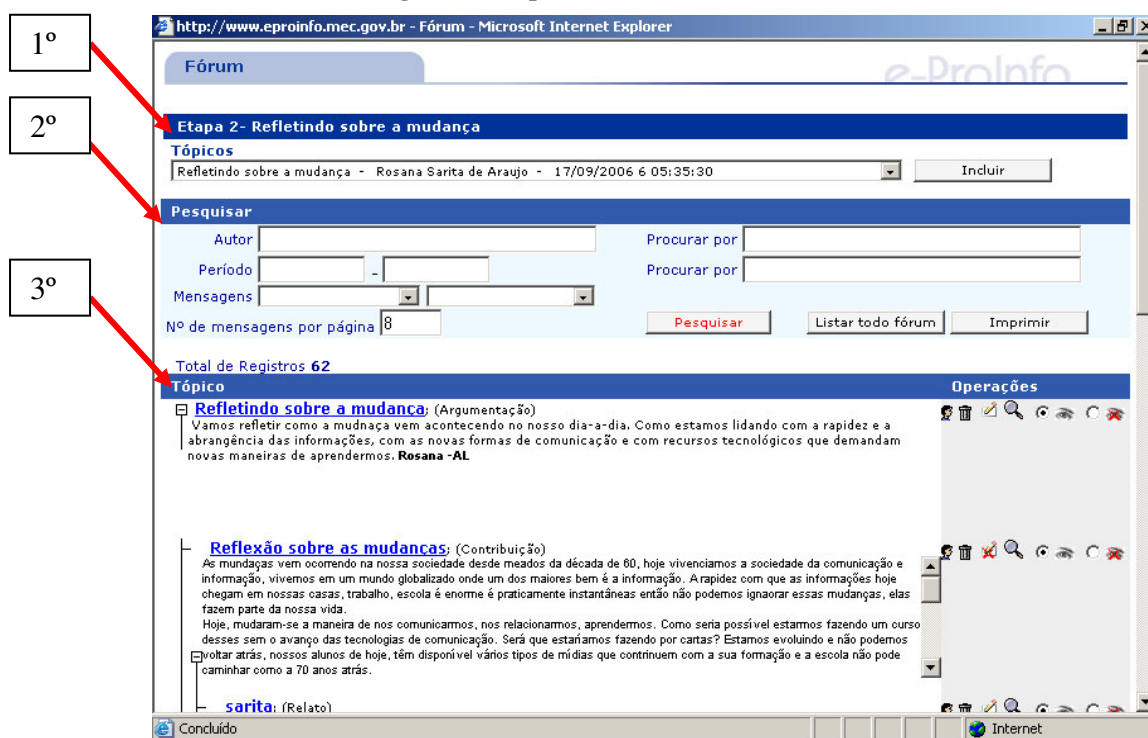 http://www.eproinfo.mec.gov.br - Fórum - Microsoft Internet Explorer
1º
Fórum
e-ProInfo
2º
Etapa 2- Refletindo sobre a mudança
Tópicos
Refletindo sobre a mudança - Rosana Sarita de Araujo - 17/09/2006 6 05:35:30
Incluir
Pesquisar
Autor
Procurar por
Período
-
Procurar por
3º
Mensagens
Nº de mensagens por página 8
Pesquisar
Listar todo fórum
Imprimir
Total de Registros 62
Tópico
Operações
Refletindo sobre a mudança; (Argumentação)
Vamos refletir como a mudnaça vem acontecendo no nosso dia-a-dia. Como estamos lidando com a rapidez e a
abrangência das informações, com as novas formas de comunicação e com recursos tecnológicos que demandam
novas maneiras de aprendermos. Rosana -AL
Reflexão sobre as mudanças; (Contribuição)
As mundaças vem ocorrendo na nossa sociedade desde meados da década de 60, hoje vivenciamos a sociedade da comunicação e
informação, vivemos em um mundo globalizado onde um dos maiores bem é a informação. A rapidez com que as informações hoje
chegam em nossas casas, trabalho, escola é enorme é praticamente instantâneas então não podemos ignaorar essas mudanças, elas
fazem parte da nossa vida.
Hoje, mudaram-se a maneira de nos comunicarmos, nos relacionarmos, aprendermos. Como seria possível estarmos fazendo um curso
desses sem o avanço das tecnologias de comunicação. Será que estaríamos fazendo por cartas? Estamos evoluindo e não podemos
voltar atrás, nossos alunos de hoje, têm disponível vários tipos de mídias que contrinuem com a sua formação e a escola não pode
caminhar como a 70 anos atrás.
sarita; (Relato)
Concluído
Internet